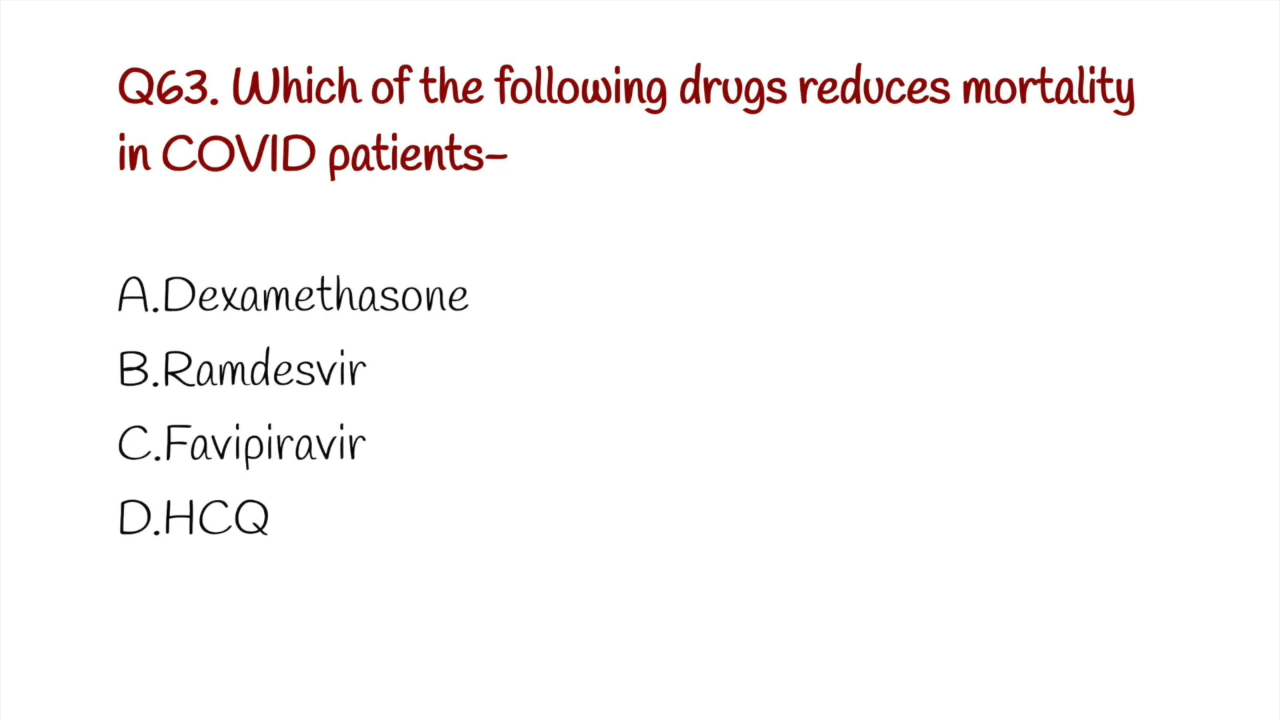 Q63. Which of the following drugs reduces mortality
in COVID patients-
A.Dexamethasone
B.Ramdesvir
C.Favipiravir
D.HCQ